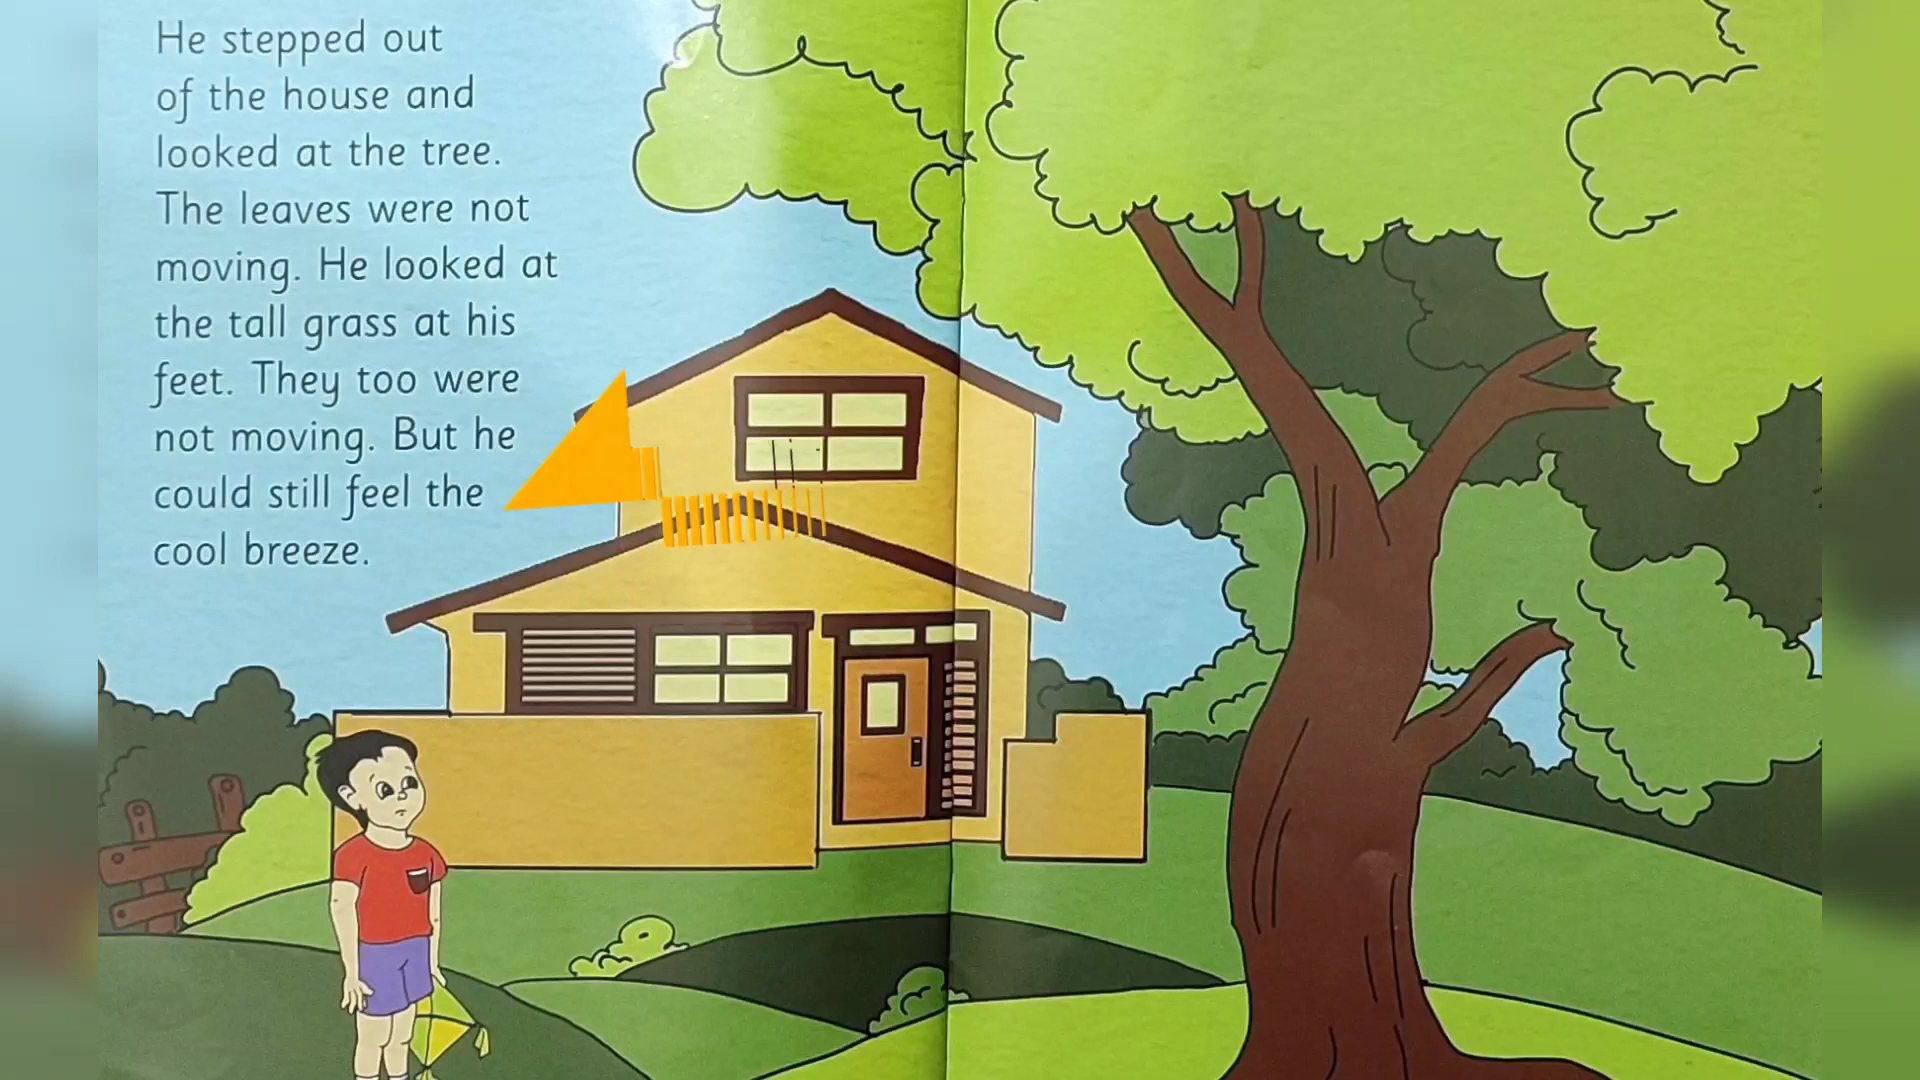 He stepped out
of the house and
looked at the tree.
The leaves were not
moving. He looked at
the tall grass at his
feet. They too were
not moving. But he
could still feel the
cool breeze.